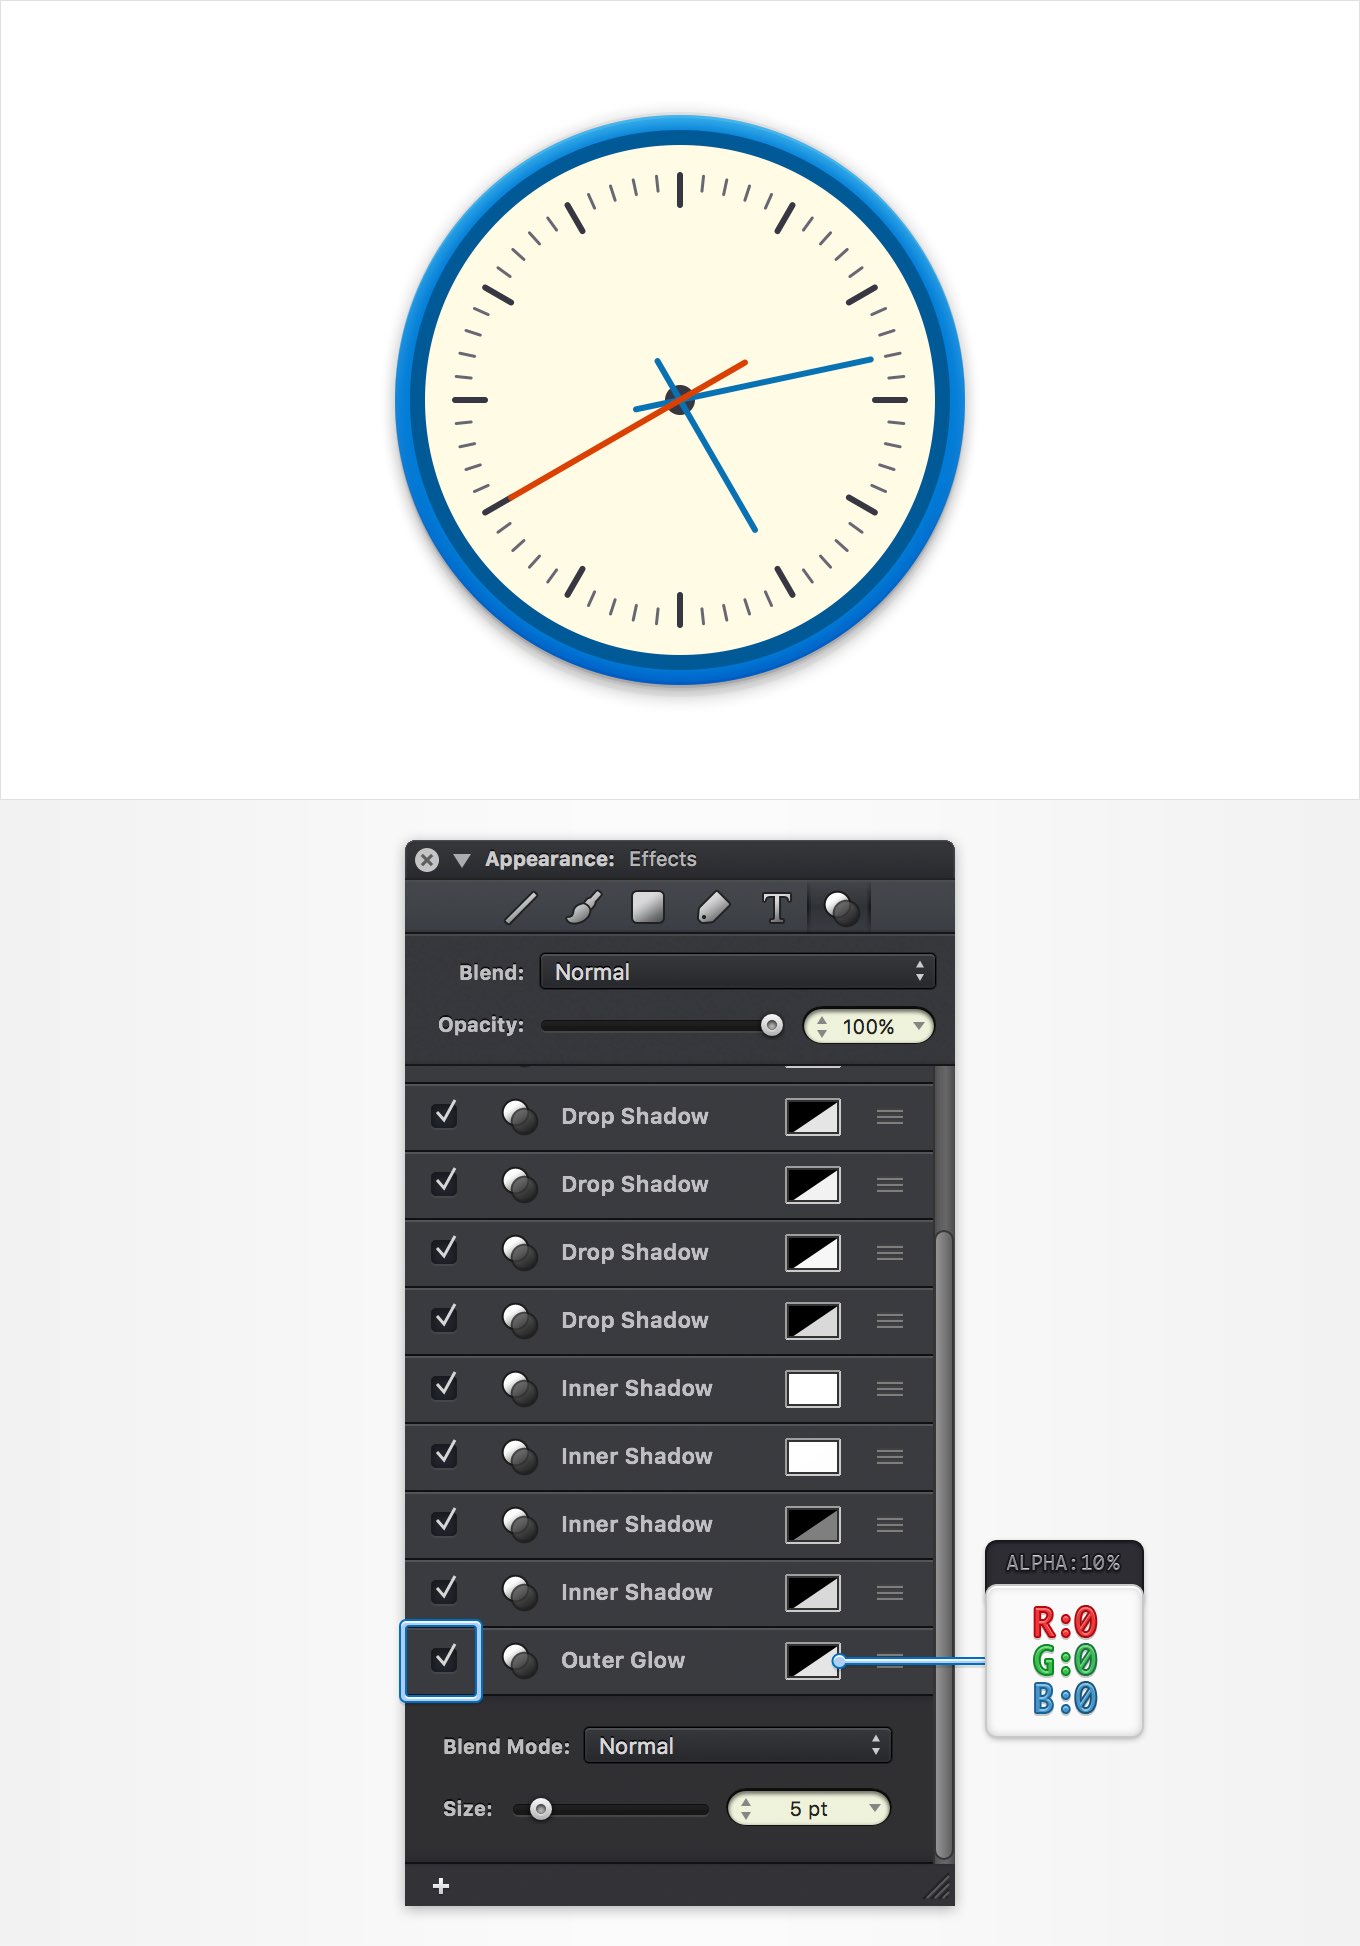 Appearance: Effects
T
Blend: Normal
Opacity: 100%
Drop Shadow
Drop Shadow
Drop Shadow
Drop Shadow
Inner Shadow
Inner Shadow
Inner Shadow
Inner Shadow
Outer Glow
ALPHA:10%
R:0
G:0
B:0
Blend Mode: Normal
Size: 5 pt